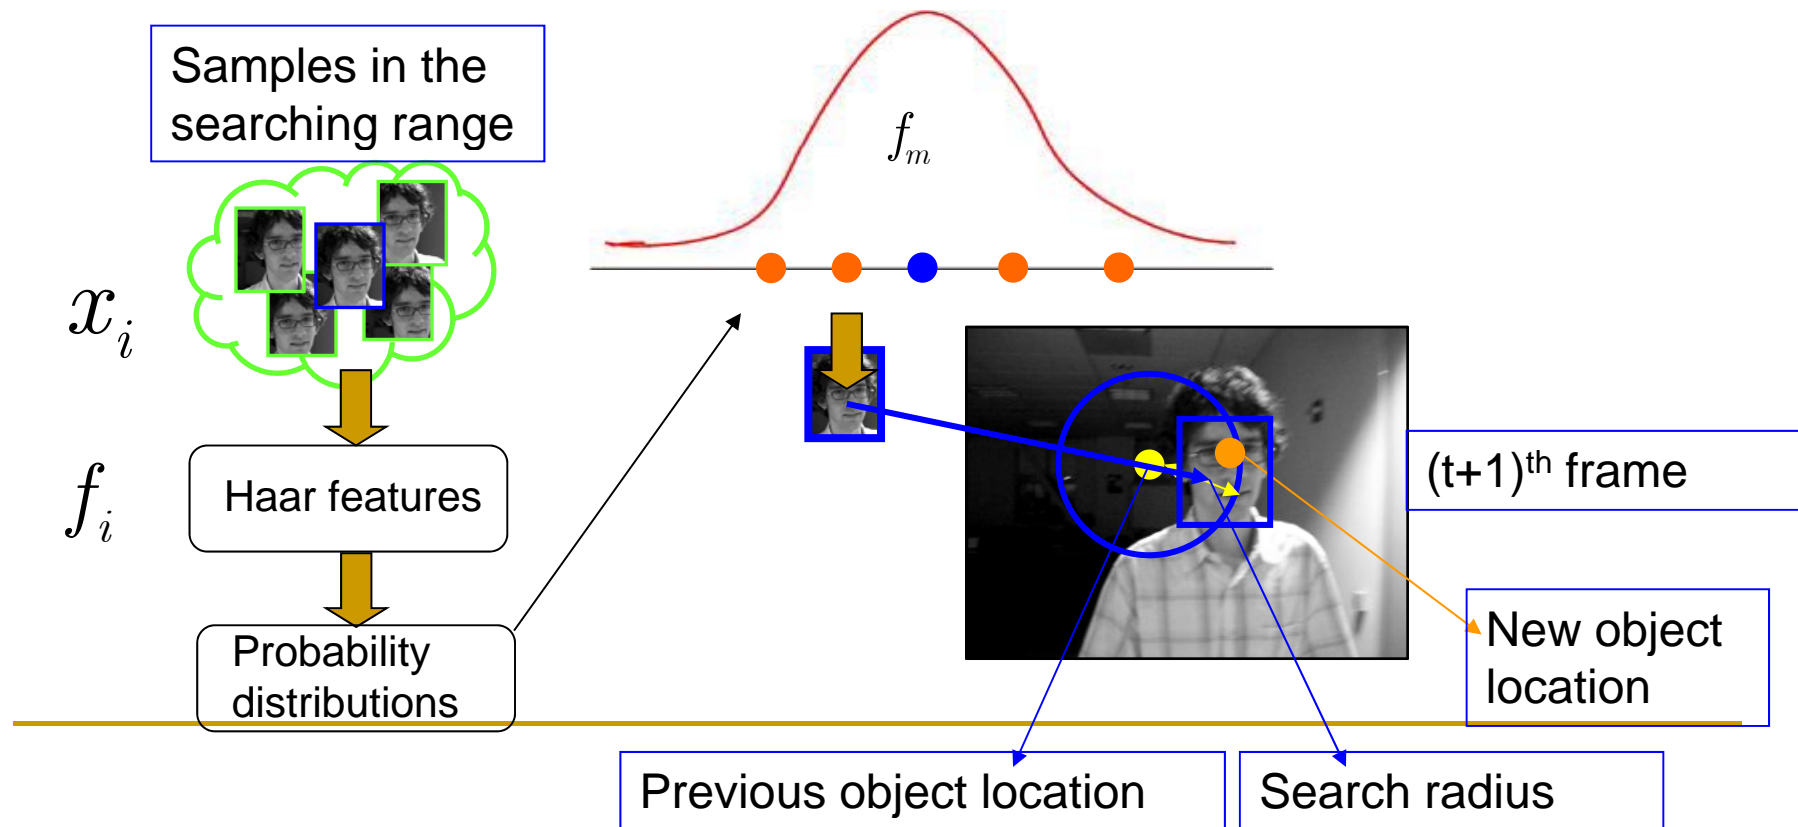 Samples in the
searching range
f_m
x_i
(t+1)^th frame
f_i
Haar features
New object
location
Probability
distributions
Previous object location
Search radius